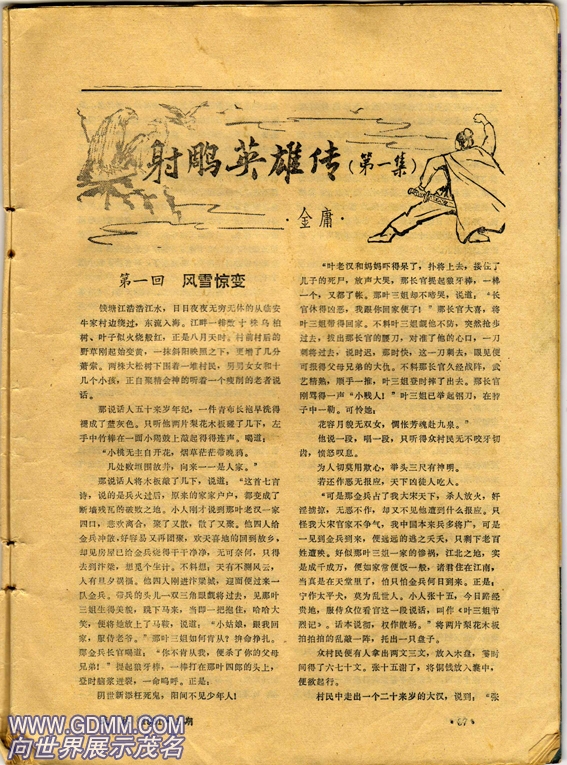 射鹏英雄传(第一集)
·金庸·
第一回 风雪惊变
钱塘江浩浩江水，日日夜夜无穷无休的从临安
牛家村边绕过，东流入海。江畔一排数十株乌桕
树、叶子似火烧般红，正是八月天时。村前村后的
野草刚起始变黄，一抹斜阳映照之下，更增了几分
萧索。两株大松树下围着一堆村民，男男女女和十
几个小孩，正自聚精会神的听着一个瘦削的老者说
话。
那说话人五十来岁年纪，一件青布长袍早洗得
褪成了蓝灰色。只听他两片梨花木板碰了几下，左
手中竹棒在一面小羯鼓上敲起得得连声。唱道，
“小桃无主自开花，烟草茫茫带晚鸦。
几处败垣围故井，向来一一是人家。”
那说话人将木板敲了几下，说道：“这首七言
诗，说的是兵火过后，原来的家家户户，都变成了
断墙残瓦的破败之地。小人刚才说到那叶老汉一家
四口，悲欢离合，聚了又散，散了又聚。他四人给
金兵冲散，好容易又再团聚，欢天喜地的回到故乡，
却见房屋已给金兵烧得干干净净，无可奈何，只得
去到汴梁，想觅个生计。不料想；天有不测风云，
人有旦夕祸福。他四人刚进汴梁城，迎面便过来一
队金兵。带兵的头儿一双三角眼觑将过去，见那叶
三姐生得美貌，跳下马来，当即一把抱住，哈哈大
笑，便将她放上了马鞍，说道；“小姑娘，跟我回
家，服侍老爷。”那叶三姐如何肯从？拚命挣扎。
那金兵长官喝道；“你不肯从我，便杀了你的父母
兄弟！”提起狼牙棒，一棒打在那叶四郎的头上，
登时脑浆迸裂，一命呜呼。正是：
阴世新添枉死鬼，阳间不见少年人！
“叶老汉和妈妈吓得呆了，扑将上去，搂住了
儿子的死尸，放声大哭，那长官提起狼牙棒，一棒
一个，又都了帐。那叶三姐却不啼哭，说道，“长
官休得凶恶，我跟你回家便了！”那长官大喜，将
叶三姐带得回家。不料叶三姐觑他不防，突然抢步
过去，拔出那长官的腰刀，对准了他的心口，一刀
刺将过去，说时迟，那时快，这一刀刺去，眼见便
可报得父母兄弟的大仇。不料那长官久经战阵，武
艺精熟，顺手一推，叶三姐登时摔了出去。那长官
刚骂得一声“小贱人！”叶三姐已举起钢刀，在脖
子中一勒。可怜她；
花容月貌无双女，惆怅芳魂赴九泉。”
他说一段，唱一段，只听得众村民无不咬牙切
齿，愤怒叹息。
为人切莫用欺心，举头三尺有神明。
若还作恶无报应，天下凶徒人吃人。
“可是那金兵占了我大宋天下，杀人放火，奸
淫掳掠，无恶不作，却又不见他遭到什么报应。只
怪我大宋官家不争气，我中国本来兵多将广，可是
一见到金兵到来，便远远的逃之夭夭，只剩下老百
姓遭殃。好似那叶三姐一家的惨祸，江北之地，实
是成千成万，便如家常便饭一般，诸君住在江南，
当真是在天堂里了，怕只怕金兵何日到来。正是：
宁作太平犬，莫为乱世人。小人张十五，今日路经
贵地，服侍众位看官这一段说话，叫作《叶三姐节
烈记》。话本说彻，权作散场。”将两片梨花木板
拍拍拍的乱敲一阵，托出一只盘子。
众村民便有人拿出两文三文，放入木盘，霎时
间得了六七十文。张十五谢了，将铜钱放入囊中，
便欲起行。
村民中走出一个二十来岁的大汉，说到；“张
期
·67·
WWW.GDMM.COM
向世界展示茂名